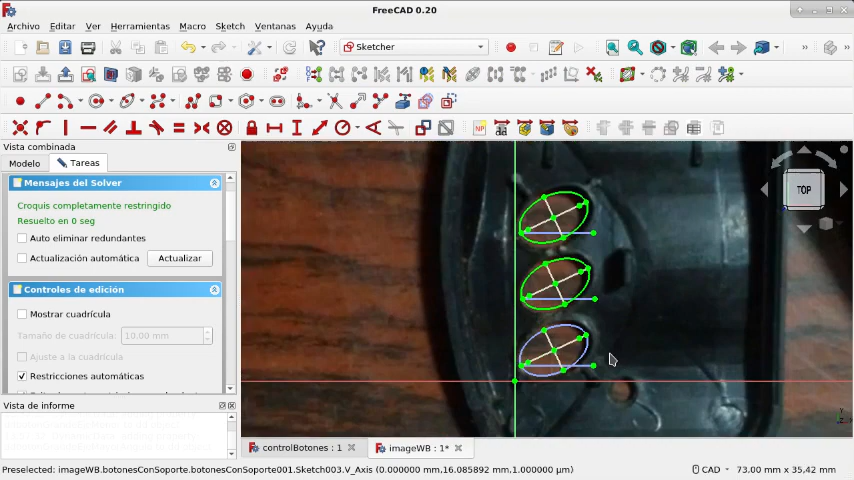 FreeCAD 0.20
Archivo Editar Ver Herramientas Macro Sketch Ventanas Ayuda
Sketcher
Vista combinada
Modelo Tareas
Mensajes del Solver
Croquis completamente restringido
Resuelto en 0 seg
Auto eliminar redundantes
Actualización automática Actualizar
Controles de edición
Mostrar cuadrícula
Tamaño de cuadrícula: 10.00 mm
Ajuste a la cuadrícula
Restricciones automáticas
Vista de informe
TOP
controlBotones : 1
imageWB : 1*
Preselected: imageWB.botonesConSoporte.botonesConSoporte001.Sketch003.V_Axis (0.000000 mm,16.085892 mm,1.000000 µm)
CAD
73.00 mm x 35,42 mm